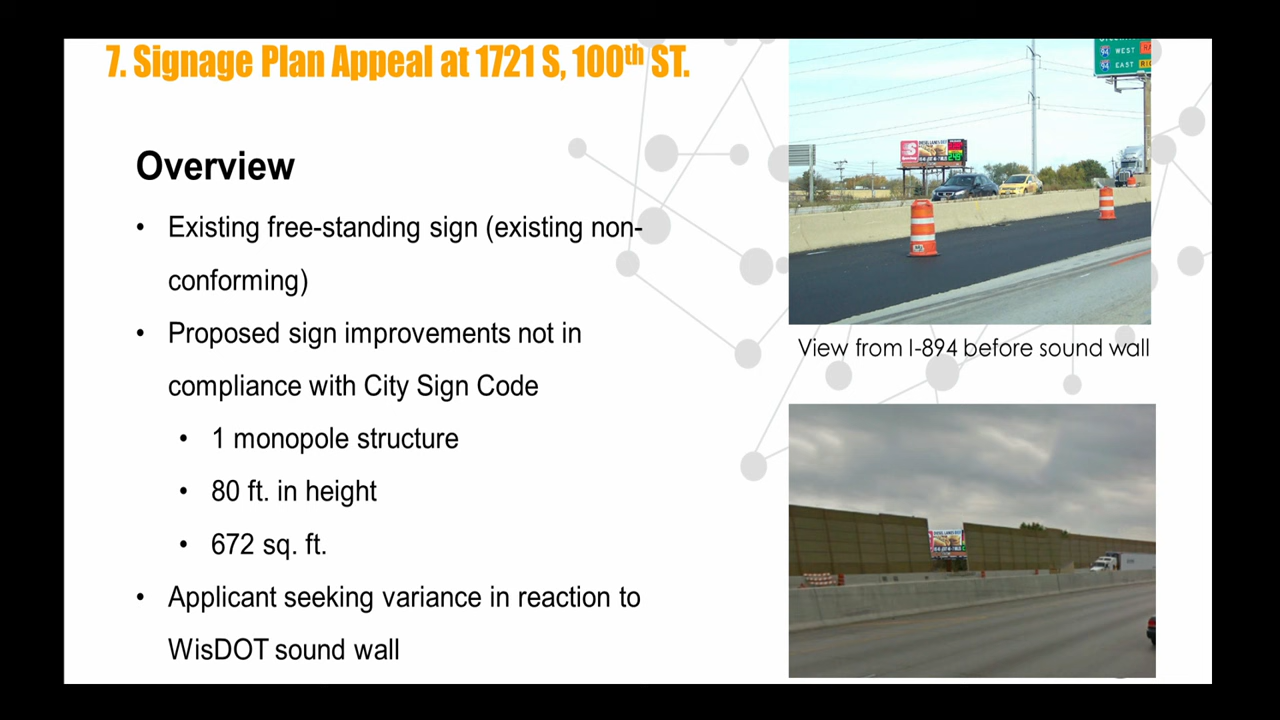 7. Signage Plan Appeal at 1721 S, 100th ST.
Overview
• Existing free-standing sign (existing non-
conforming)
• Proposed sign improvements not in
compliance with City Sign Code
• 1 monopole structure
• 80 ft. in height
• 672 sq. ft.
• Applicant seeking variance in reaction to
WisDOT sound wall
WEST
EAST
View from I-894 before sound wall